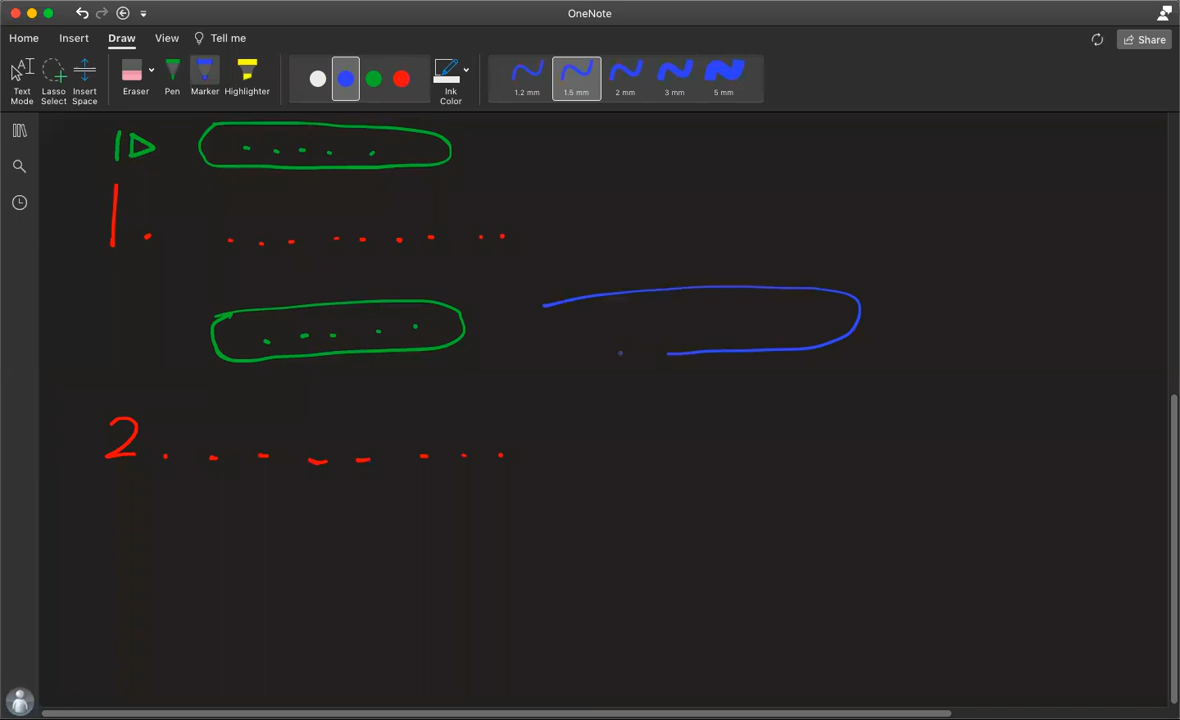 OneNote
Home Insert Draw View Tell me
Share
Text Mode
Lasso Select
Insert Space
Eraser
Pen
Marker
Highlighter
Ink Color
1.2 mm
1.5 mm
2 mm
3 mm
5 mm
1D
1.
2.